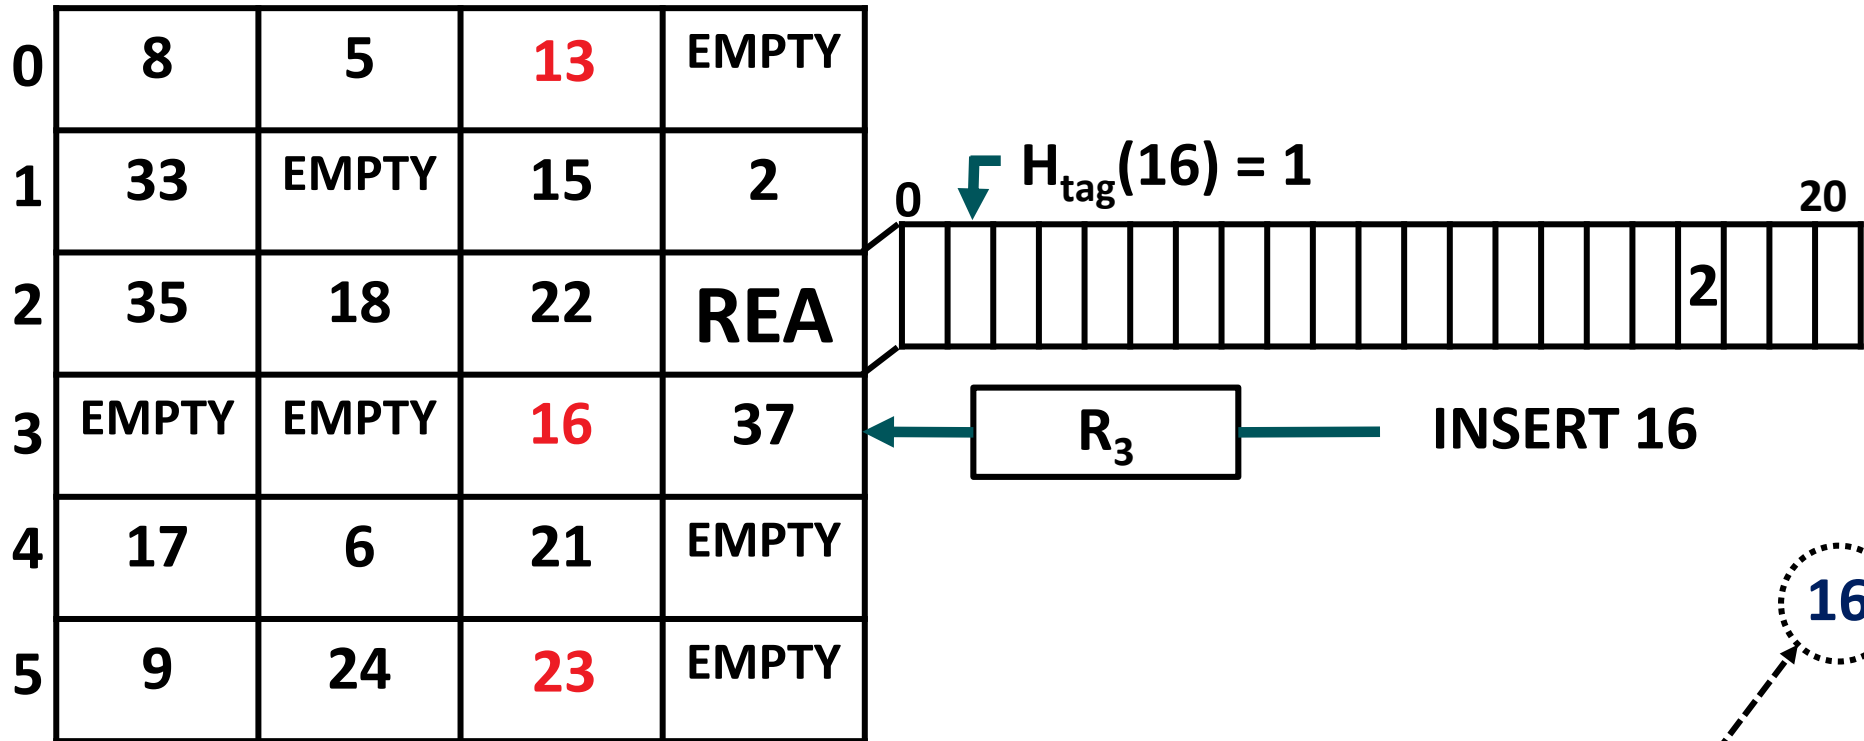 0 8 5 13 EMPTY
1 33 EMPTY 15 2
H_tag(16) = 1
0 20
2 35 18 22 REA
2
3 EMPTY EMPTY 16 37
R_3 INSERT 16
4 17 6 21 EMPTY
16
5 9 24 23 EMPTY